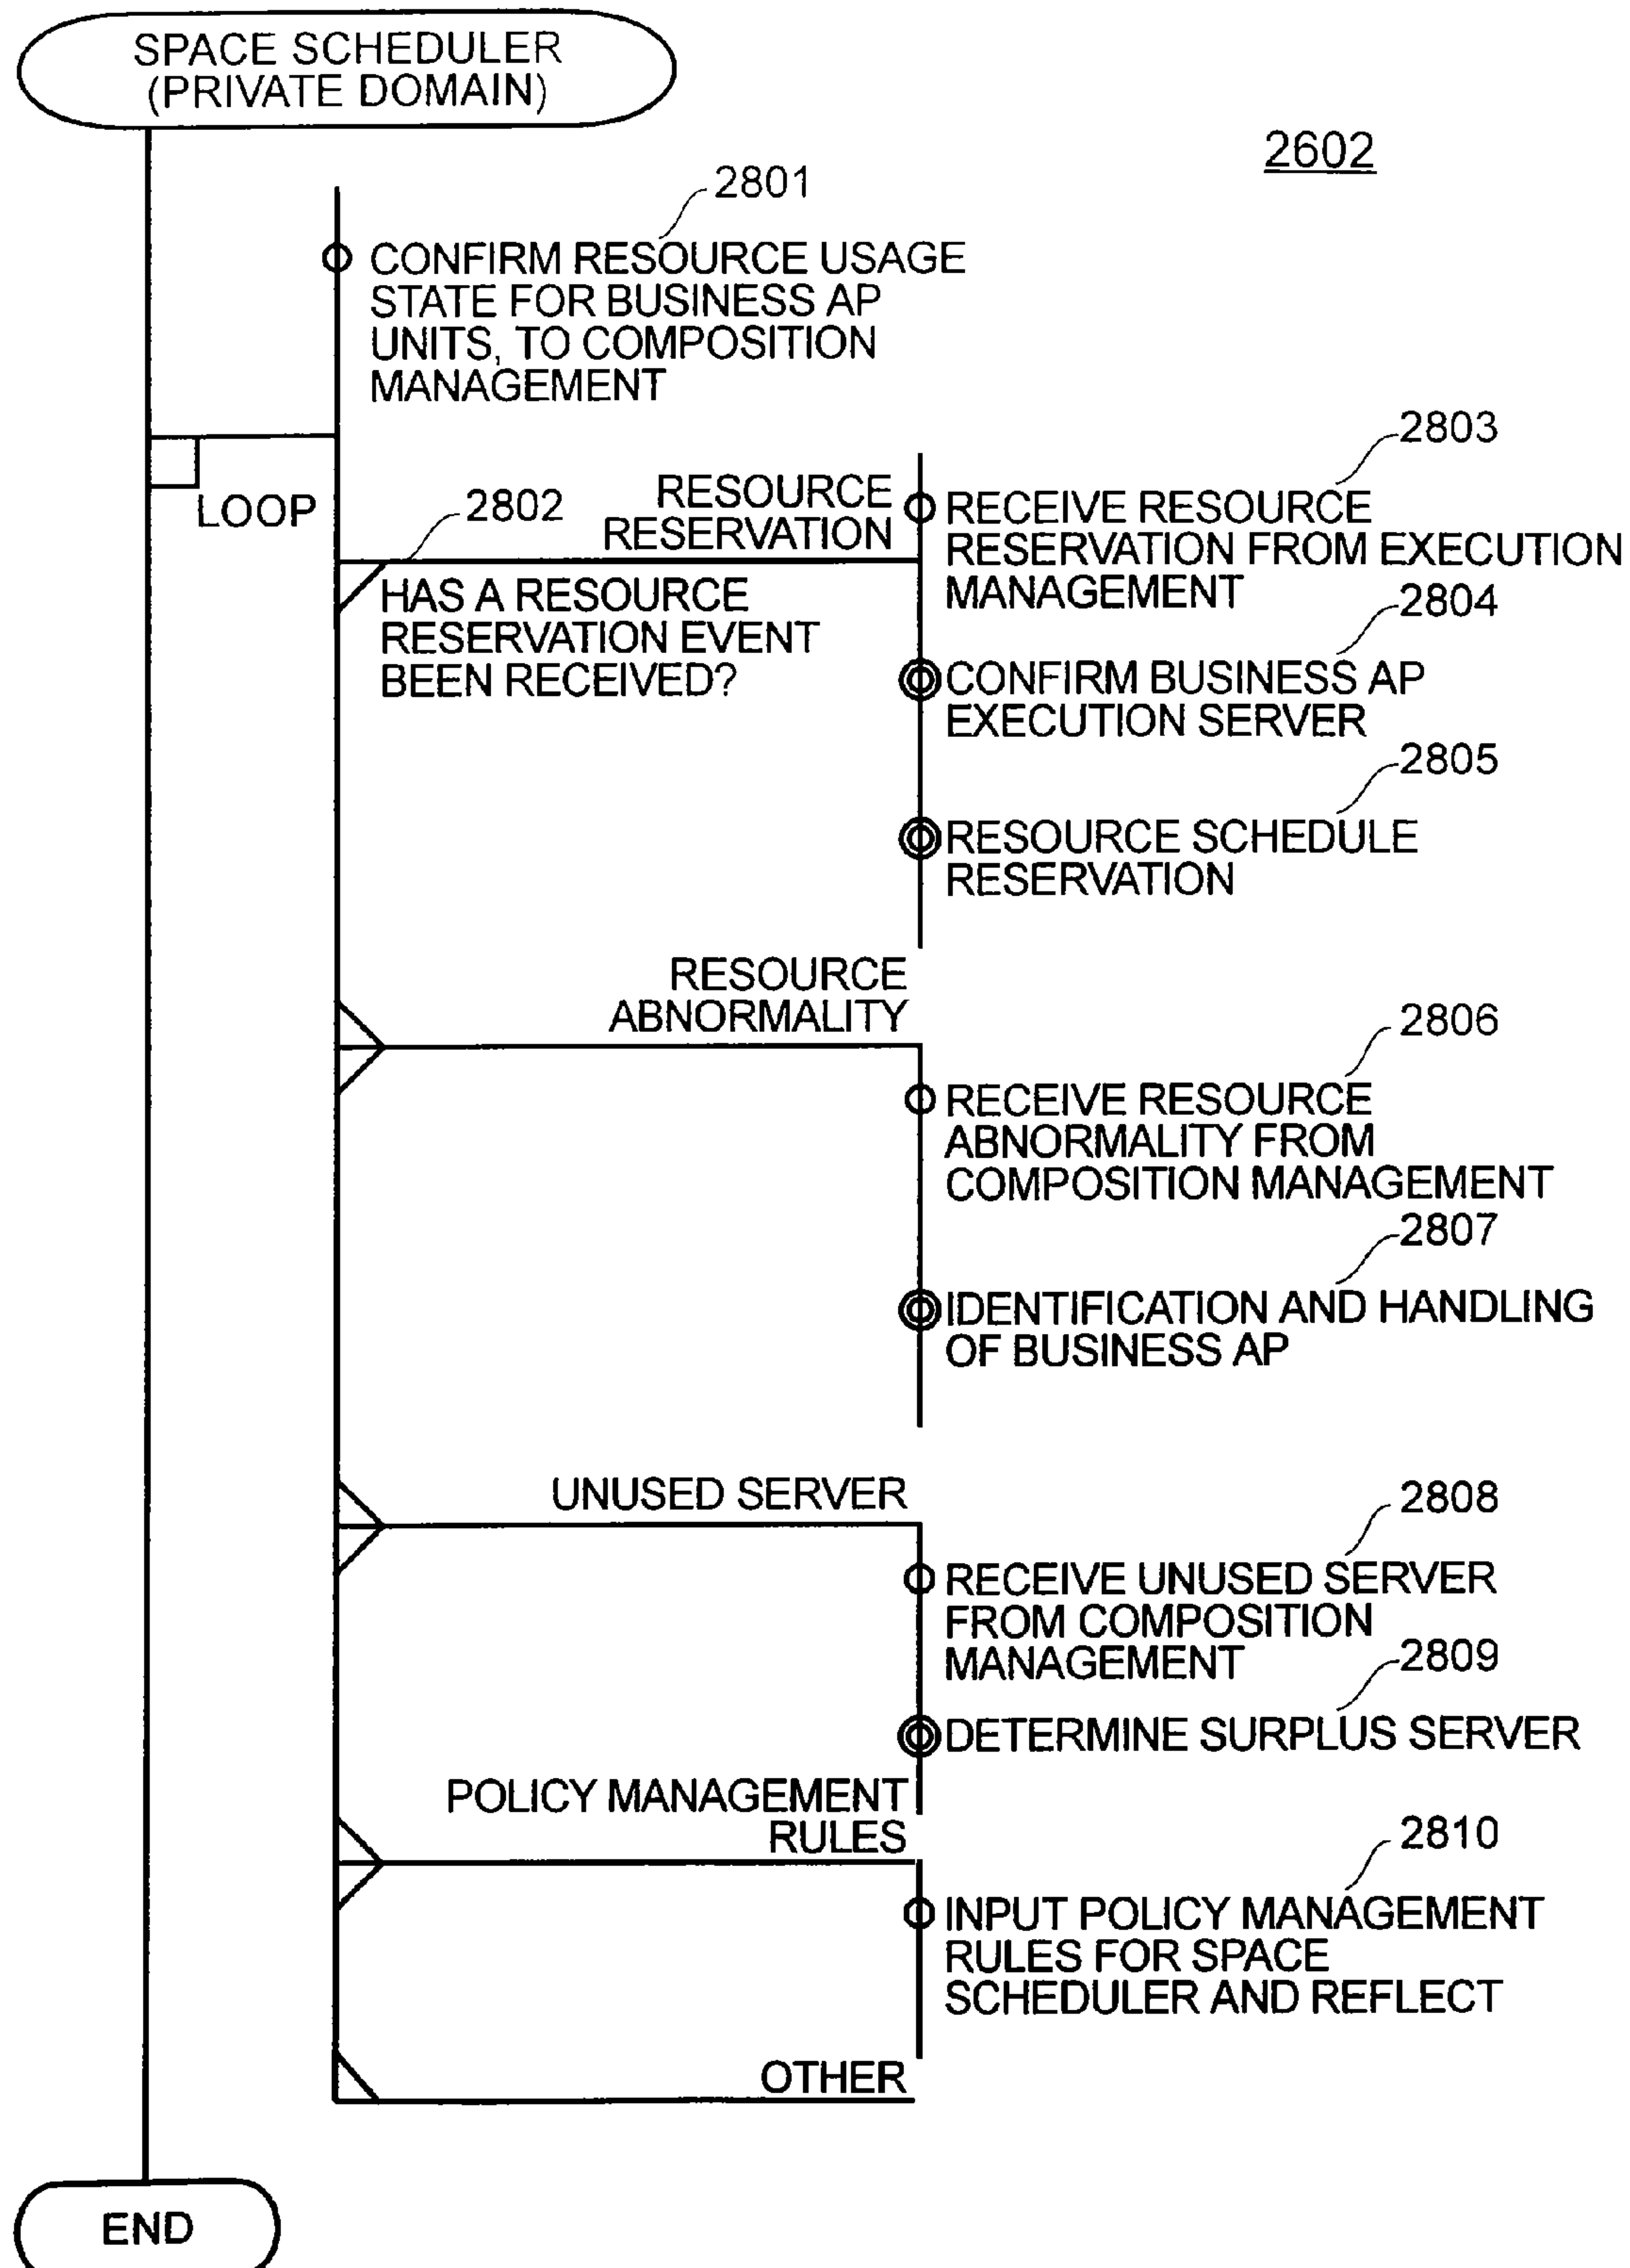 SPACE SCHEDULER
(PRIVATE DOMAIN)
2602
2801
CONFIRM RESOURCE USAGE
STATE FOR BUSINESS AP
UNITS, TO COMPOSITION
MANAGEMENT
LOOP
2802
RESOURCE
RESERVATION
HAS A RESOURCE
RESERVATION EVENT
BEEN RECEIVED?
2803
RECEIVE RESOURCE
RESERVATION FROM EXECUTION
MANAGEMENT
2804
CONFIRM BUSINESS AP
EXECUTION SERVER
2805
RESOURCE SCHEDULE
RESERVATION
RESOURCE
ABNORMALITY
2806
RECEIVE RESOURCE
ABNORMALITY FROM
COMPOSITION MANAGEMENT
2807
IDENTIFICATION AND HANDLING
OF BUSINESS AP
UNUSED SERVER
2808
RECEIVE UNUSED SERVER
FROM COMPOSITION
MANAGEMENT
2809
DETERMINE SURPLUS SERVER
POLICY MANAGEMENT
RULES
2810
INPUT POLICY MANAGEMENT
RULES FOR SPACE
SCHEDULER AND REFLECT
OTHER
END